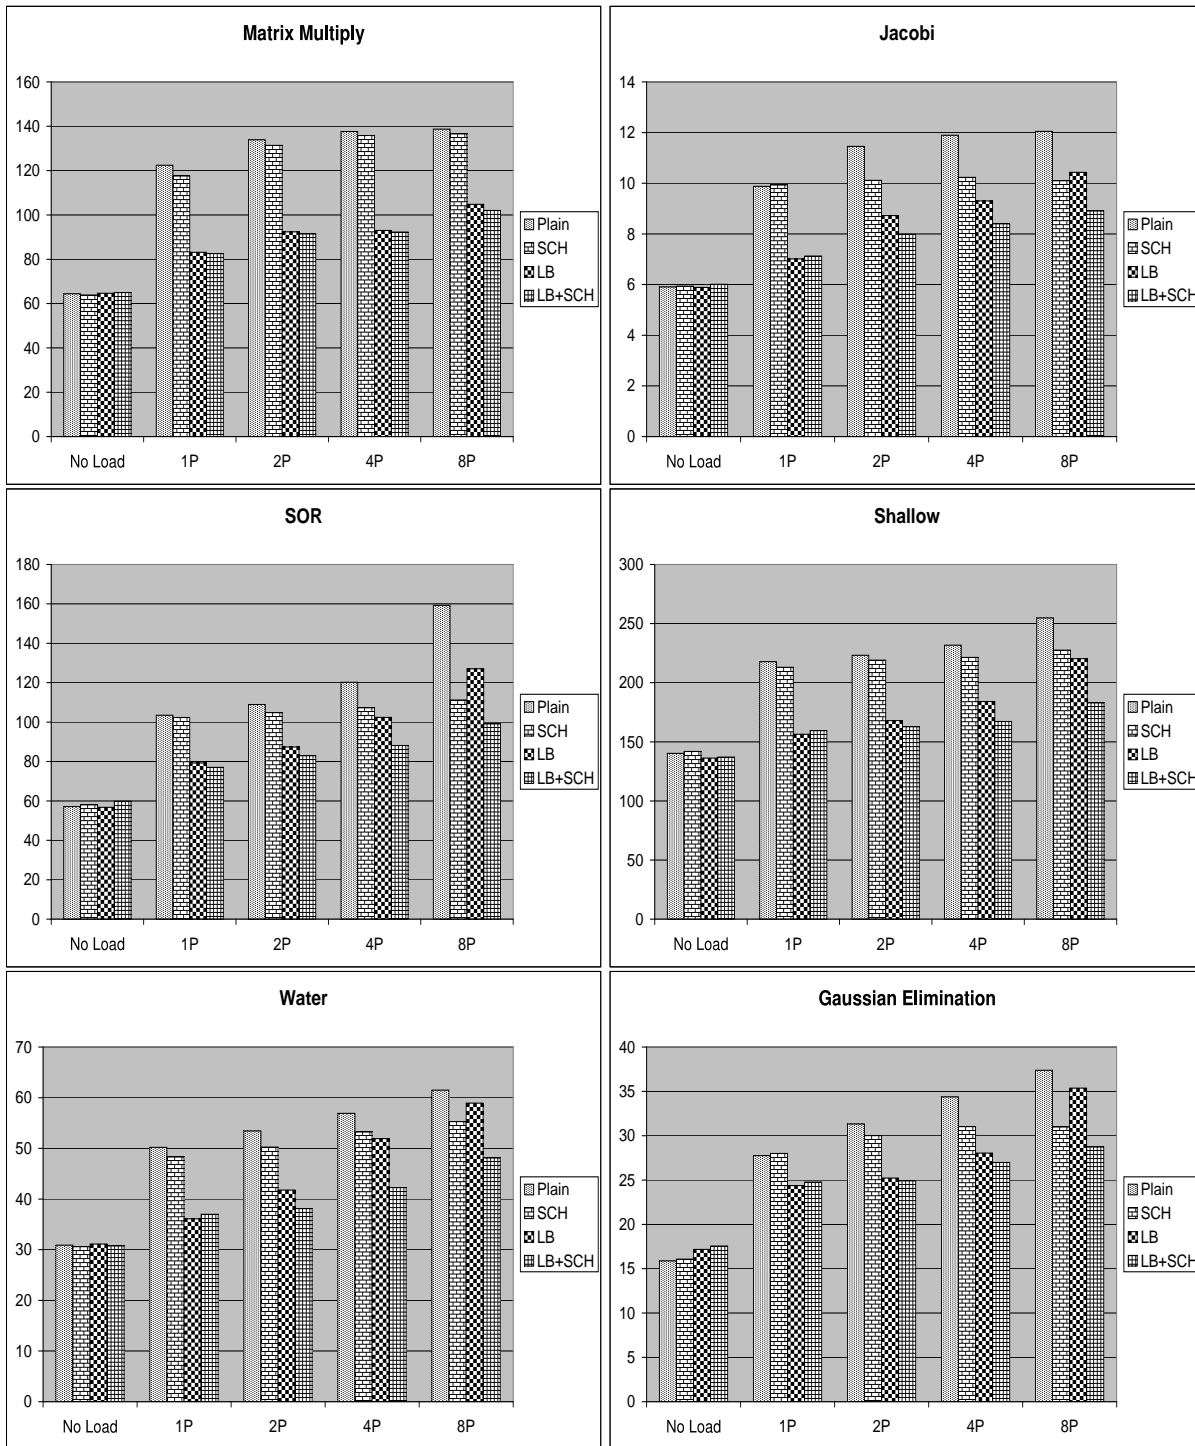 Matrix Multiply
160
140
120
100
80
60
40
20
0
No Load 1P 2P 4P 8P
Plain
SCH
LB
LB+SCH
Jacobi
14
12
10
8
6
4
2
0
No Load 1P 2P 4P 8P
Plain
SCH
LB
LB+SCH
SOR
180
160
140
120
100
80
60
40
20
0
No Load 1P 2P 4P 8P
Plain
SCH
LB
LB+SCH
Shallow
300
250
200
150
100
50
0
No Load 1P 2P 4P 8P
Plain
SCH
LB
LB+SCH
Water
70
60
50
40
30
20
10
0
No Load 1P 2P 4P 8P
Plain
SCH
LB
LB+SCH
Gaussian Elimination
40
35
30
25
20
15
10
5
0
No Load 1P 2P 4P 8P
Plain
SCH
LB
LB+SCH